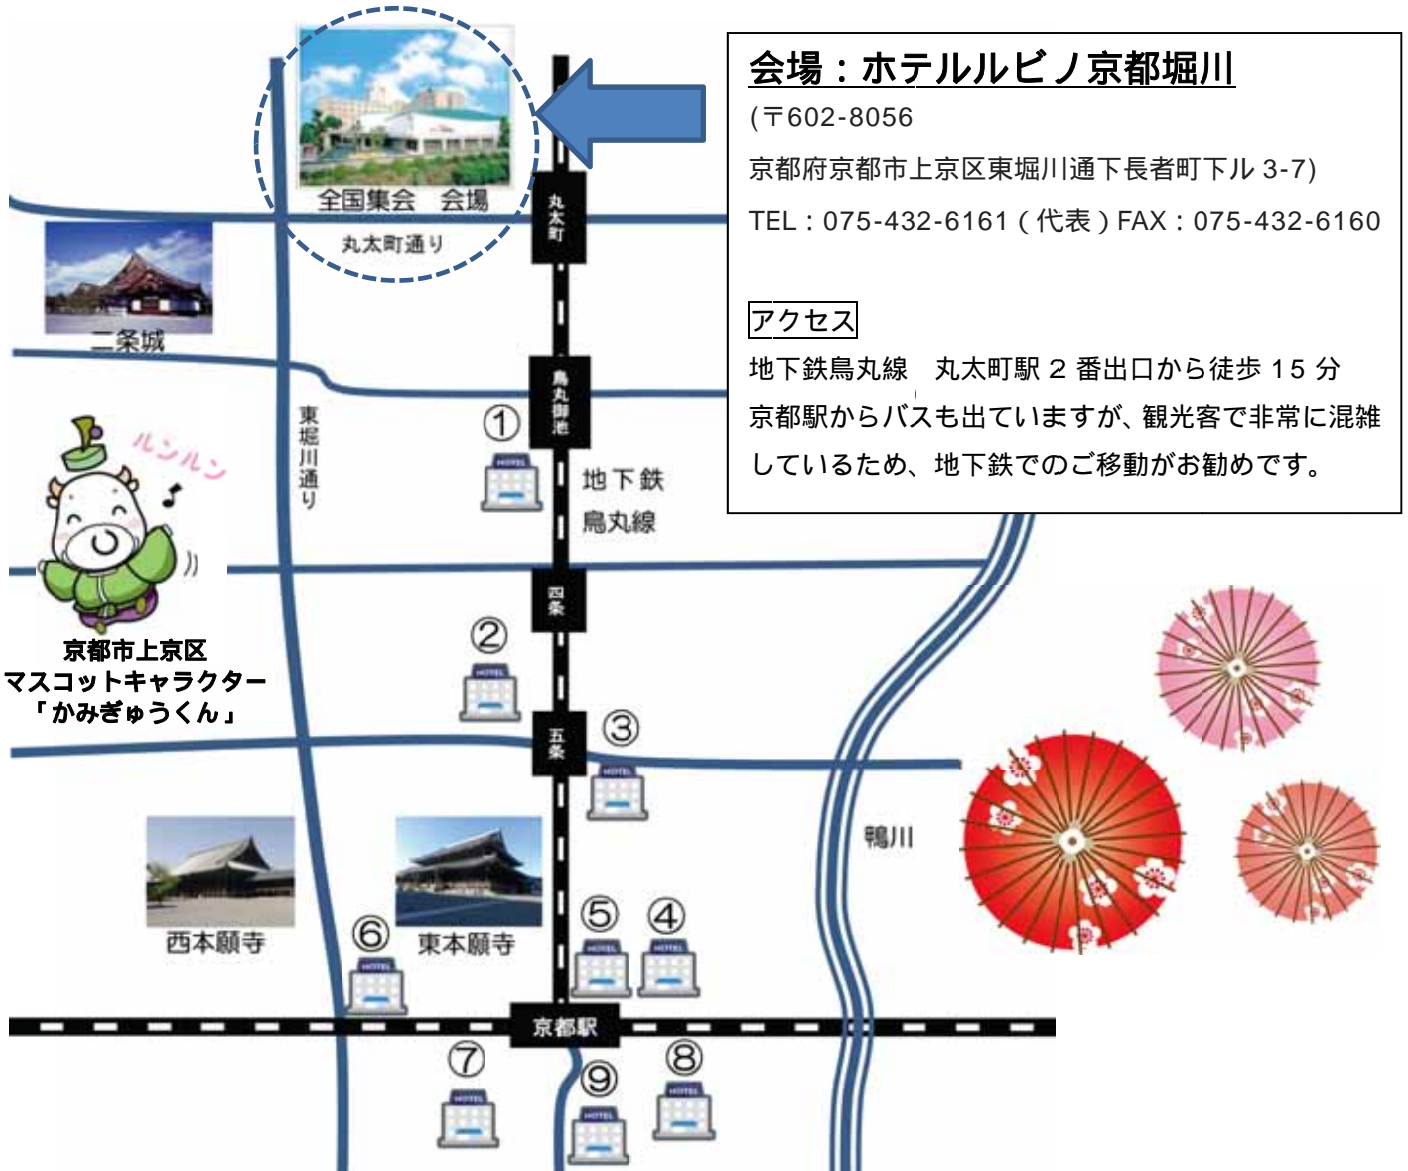 会場：ホテルルビノ京都堀川
(〒602-8056
京都府京都市上京区東堀川通下長者町下ル 3-7)
TEL：075-432-6161（代表）FAX：075-432-6160
アクセス
地下鉄烏丸線　丸太町駅 2 番出口から徒歩 15 分
京都駅からバスも出ていますが、観光客で非常に混雑
しているため、地下鉄でのご移動がお勧めです。
全国集会　会場
丸太町
丸太町通り
二条城
烏丸御池
東堀川通り
①
HOTEL
地下鉄
烏丸線
ルンルン
京都市上京区
マスコットキャラクター
「かみぎゅうくん」
四条
②
HOTEL
五条
③
HOTEL
鴨川
西本願寺
東本願寺
⑥
HOTEL
⑤
HOTEL
④
HOTEL
京都駅
⑦
HOTEL
⑨
HOTEL
⑧
HOTEL